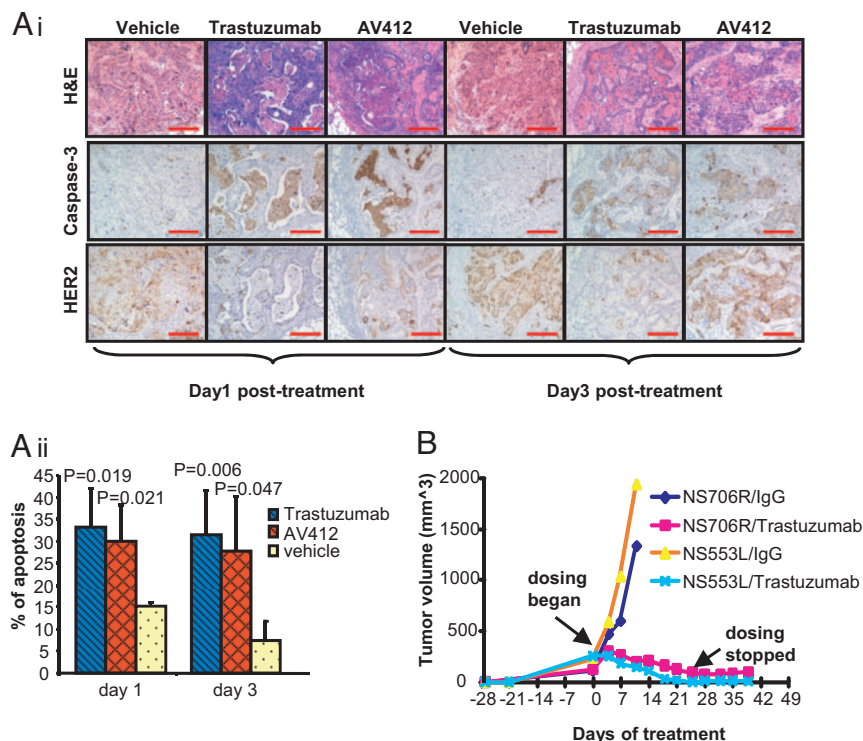 A i
Vehicle Trastuzumab AV412 Vehicle Trastuzumab AV412
H&E
Caspase-3
HER2
Day1 post-treatment Day3 post-treatment
A ii
P=0.019
P=0.021
P=0.006
P=0.047
% of apoptosis
45
40
35
30
25
20
15
10
5
0
day 1 day 3
Trastuzumab
AV412
vehicle
B
Tumor volume (mm^3)
2000
1500
1000
500
0
-28 -21 -14 -7 0 7 14 21 28 35 42 49
Days of treatment
dosing
began
dosing
stopped
NS706R/IgG
NS706R/Trastuzumab
NS553L/IgG
NS553L/Trastuzumab